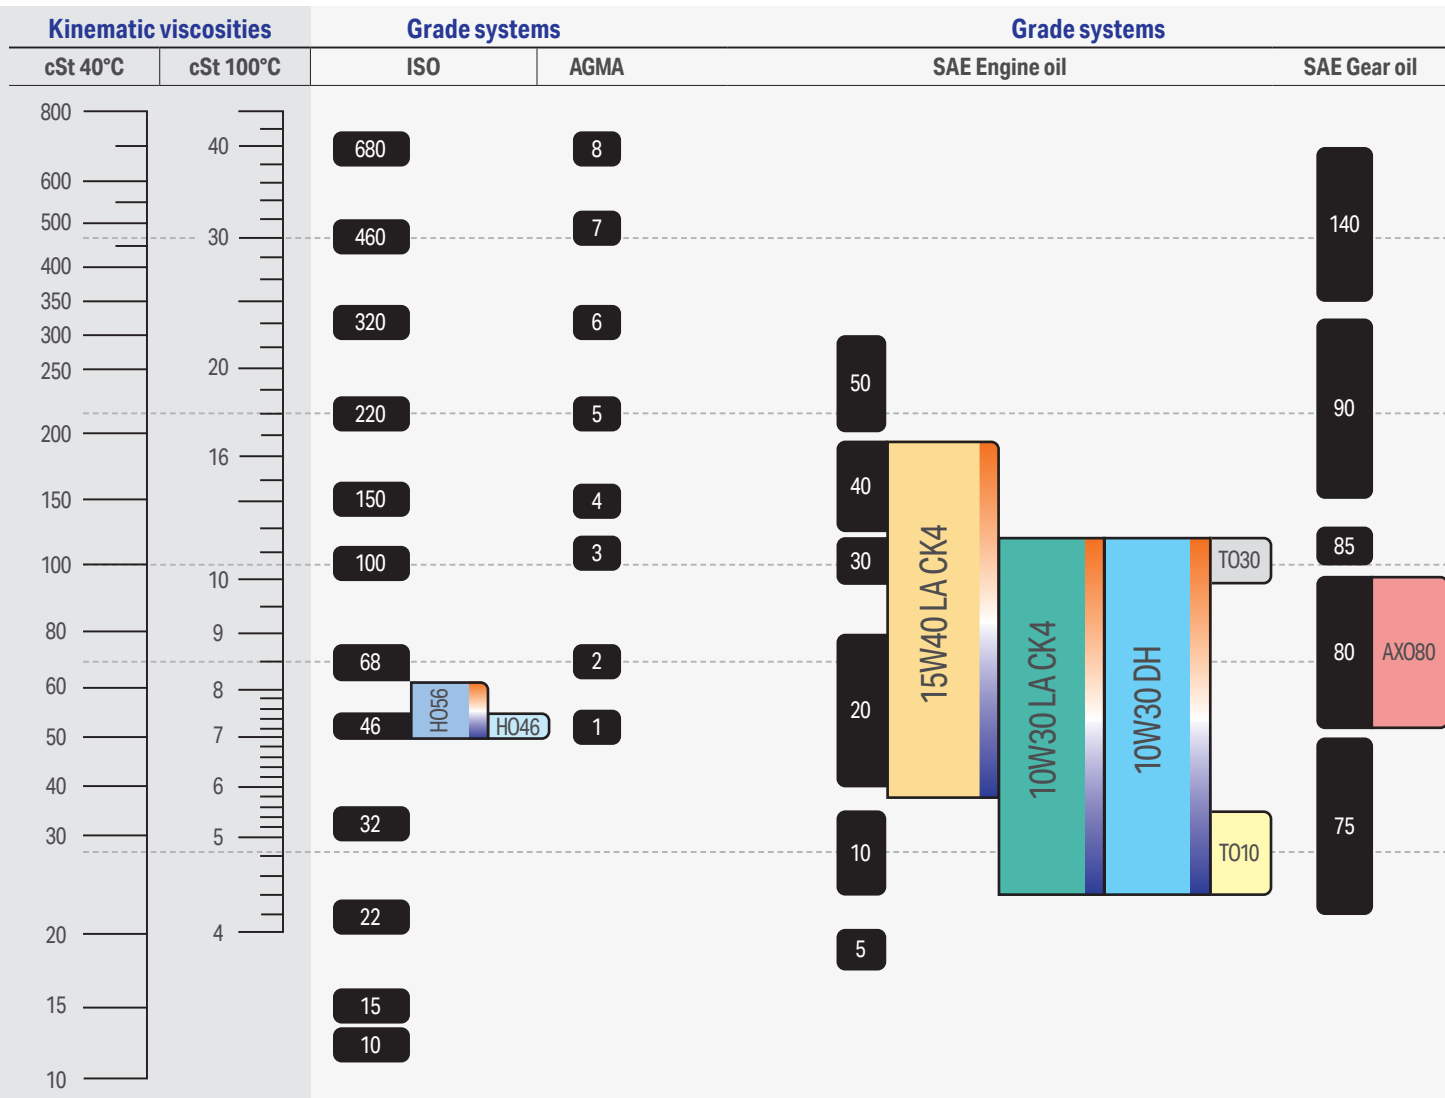 Kinematic viscosities Grade systems Grade systems
cSt 40°C cSt 100°C ISO AGMA SAE Engine oil SAE Gear oil
800
40 680 8
600
500 7 140
30 460
400
350
320 6
300
250 20 50
90
220 5
200
16
40
150 150 4
3 85
100 100 30 TO30
10
80 9
15W40 LA CK4
80 AXO80
68 2
60 8
HO56
10W30 LA CK4
10W30 DH
20
46 HO46 1
50 7
40 6
32 75
30 5
10 TO10
22
20 4
5
15 15
10
10